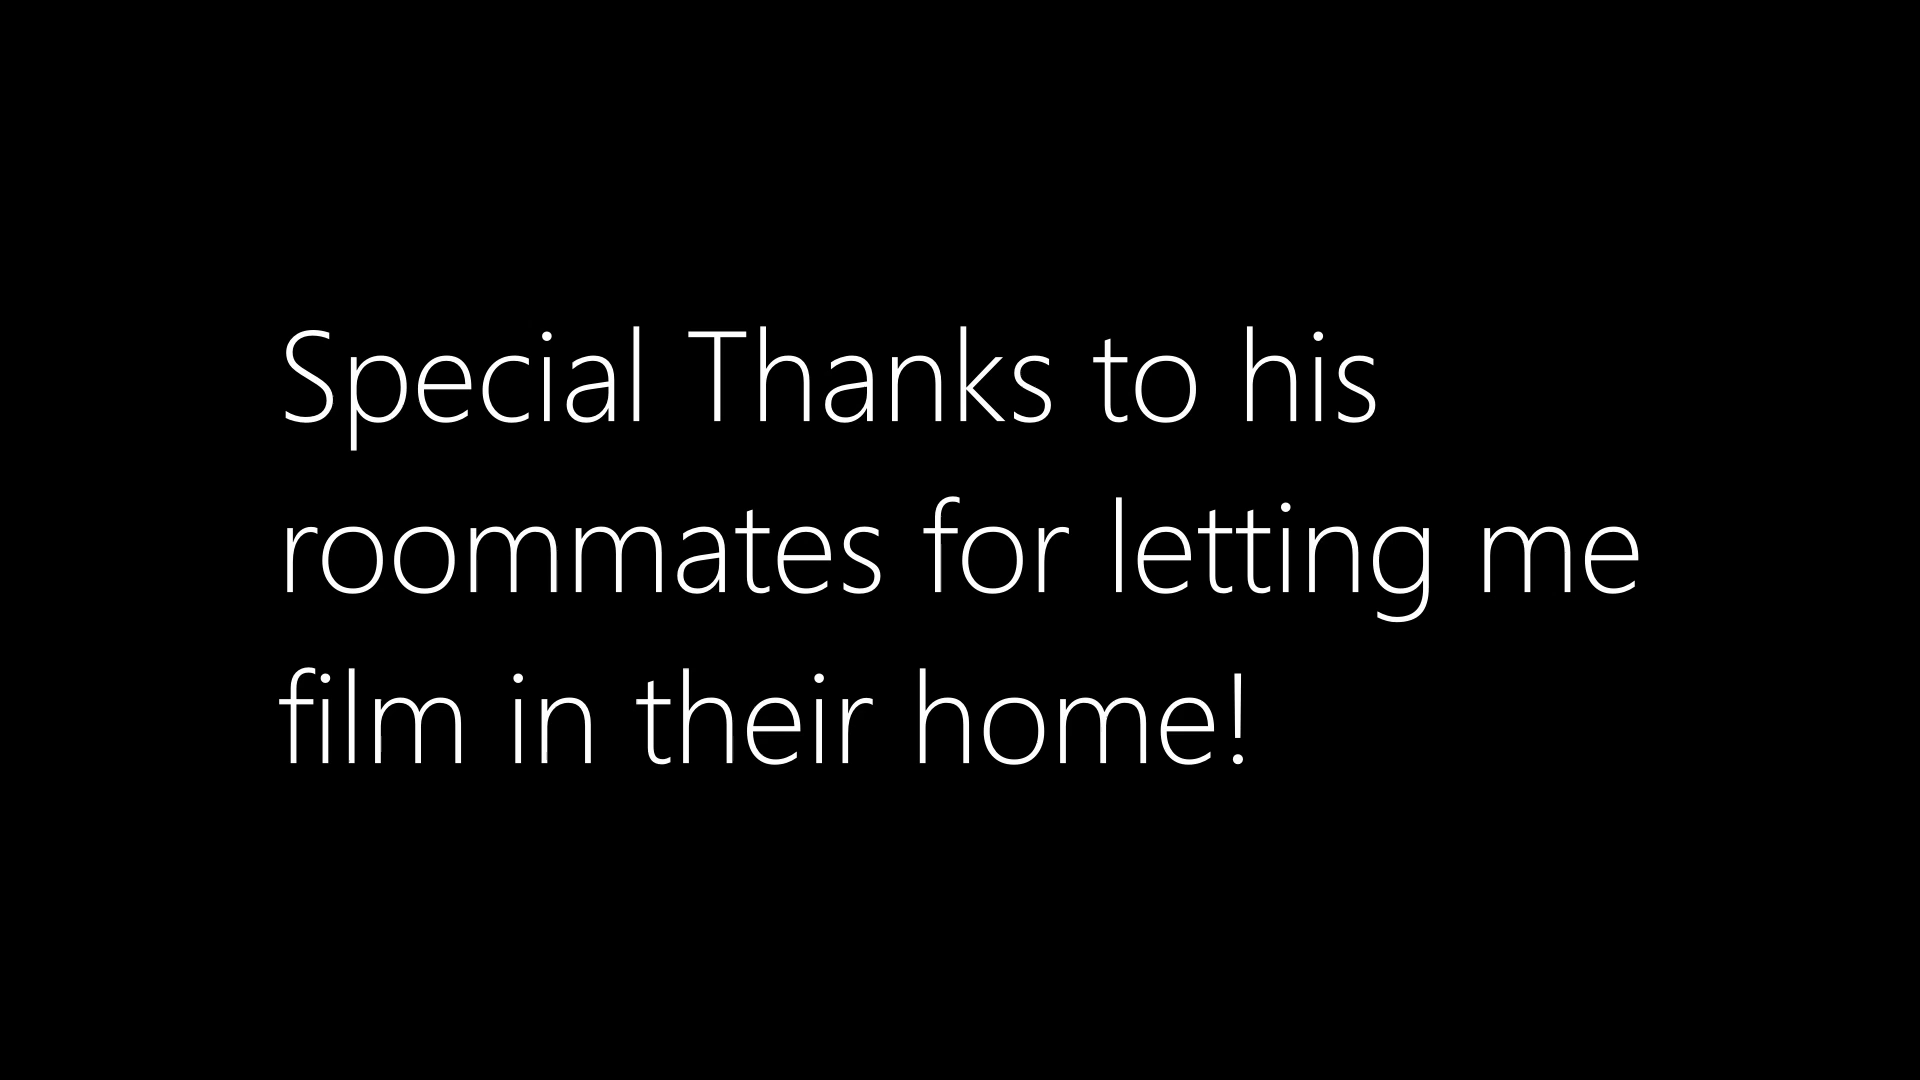 Special Thanks to his
roommates for letting me
film in their home!